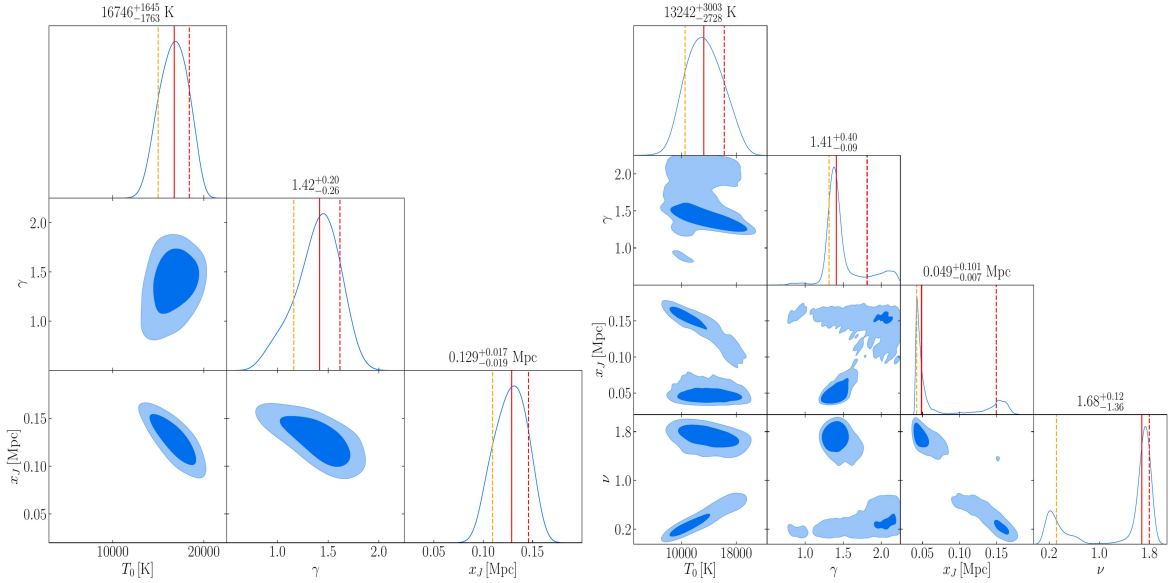 16746^{+1645}_{-1763} K
1.42^{+0.20}_{-0.26}
0.129^{+0.017}_{-0.019} Mpc
γ
2.0
1.5
1.0
x_J [Mpc]
0.15
0.10
0.05
10000 20000
T_0 [K]
1.0 1.5 2.0
γ
0.05 0.10 0.15
x_J [Mpc]
13242^{+3003}_{-2728} K
1.41^{+0.40}_{-0.09}
0.049^{+0.101}_{-0.007} Mpc
1.68^{+0.12}_{-1.36}
γ
2.0
1.5
1.0
x_J [Mpc]
0.15
0.10
0.05
ν
1.8
1.0
0.2
10000 18000
T_0 [K]
1.0 1.5 2.0
γ
0.05 0.10 0.15
x_J [Mpc]
0.2 1.0 1.8
ν